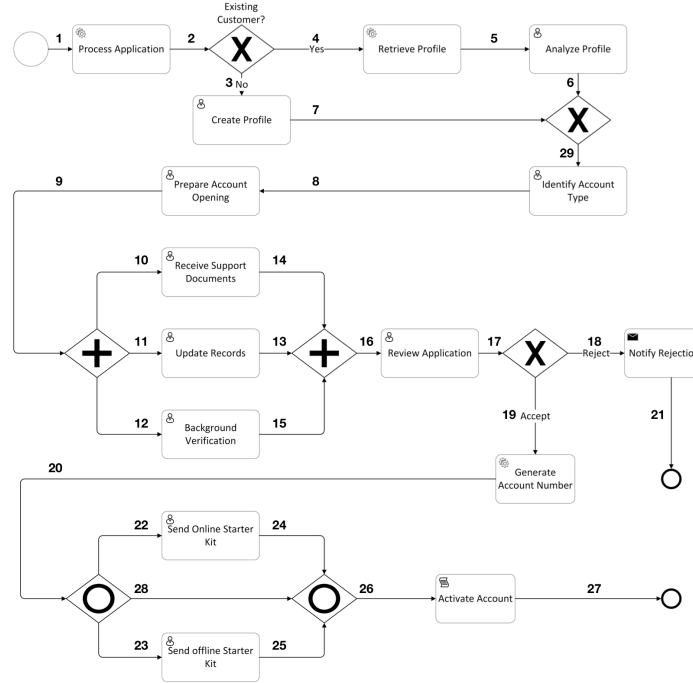 Existing
Customer?
1
Process Application
2
4
Yes
Retrieve Profile
5
Analyze Profile
3 No
6
Create Profile
7
29
9
Prepare Account
Opening
8
Identify Account
Type
10
Receive Support
Documents
14
11
Update Records
13
16
Review Application
17
18
Reject
Notify Rejectio
12
Background
Verification
15
19 Accept
21
20
Generate
Account Number
22
Send Online Starter
Kit
24
28
26
Activate Account
27
23
Send offline Starter
Kit
25